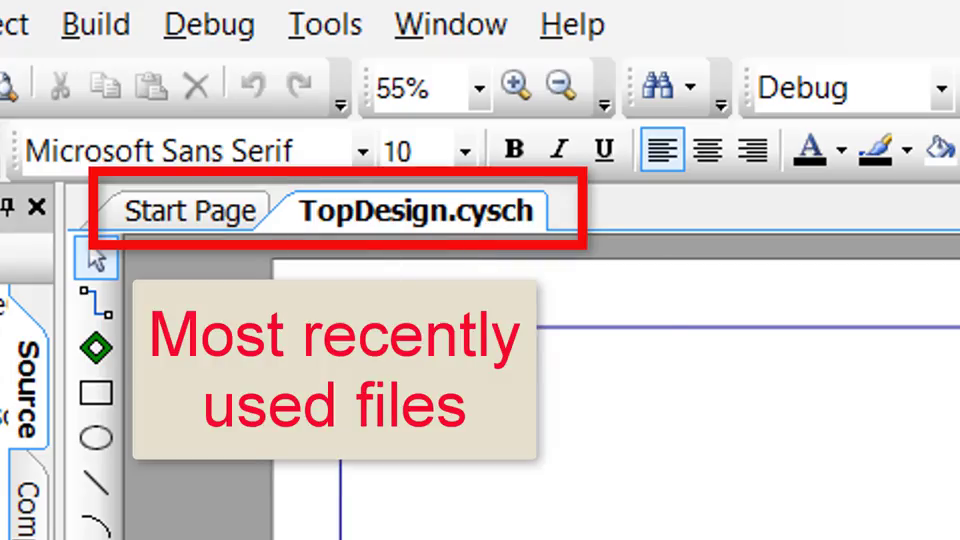 ect Build Debug Tools Window Help
55% Debug
Microsoft Sans Serif 10 B I U A
Start Page TopDesign.cysch
Most recently
used files
Source
Com